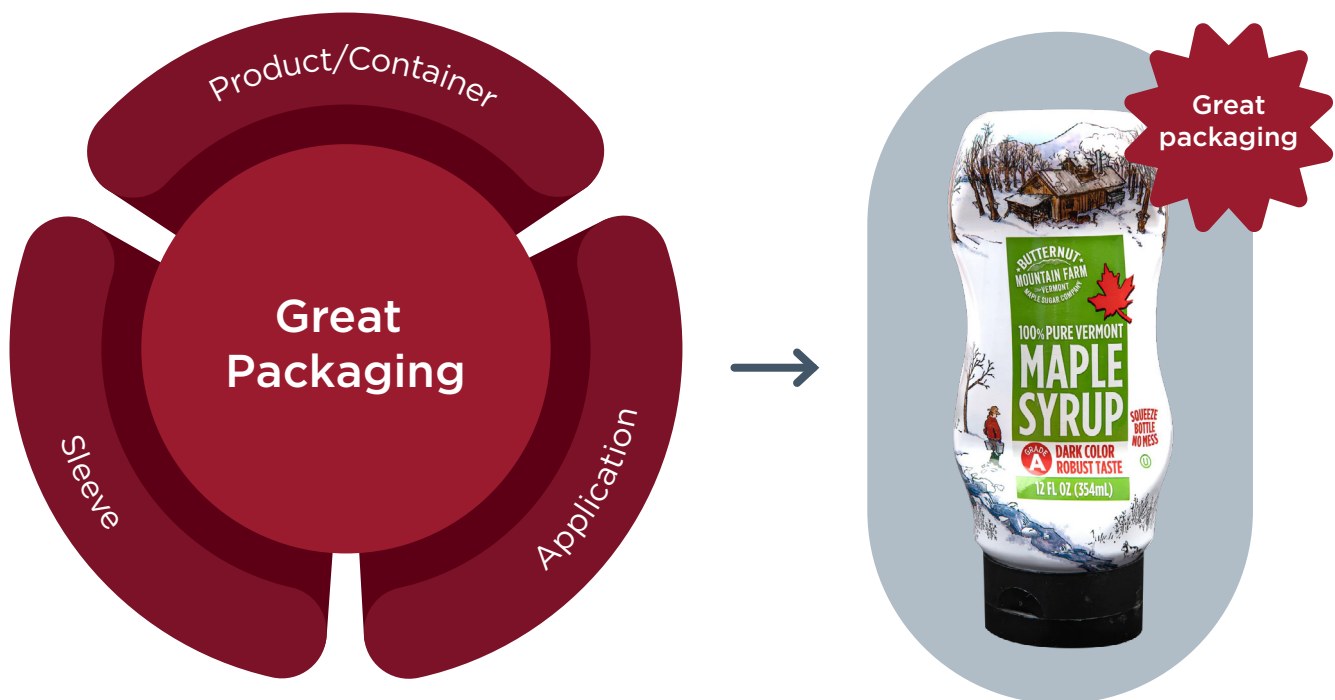 Product/Container
Great
Packaging
Sleeve
Application
Great
packaging
BUTTERNUT
MOUNTAIN FARM
VERMONT
MAPLE SUGAR COMPANY
100% PURE VERMONT
MAPLE
SYRUP
SQUEEZE
BOTTLE
NO MESS
GRADE
A
DARK COLOR
ROBUST TASTE
U
12 FL OZ (354mL)